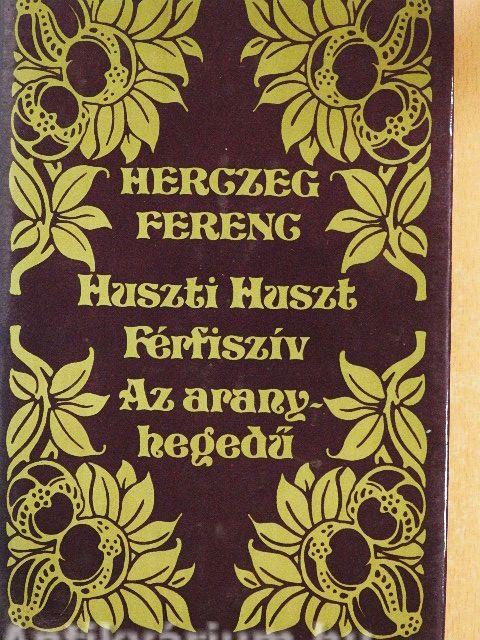 HERCZEG
FERENC
Huszti Huszt
Férfiszív
Az arany-
hegedű